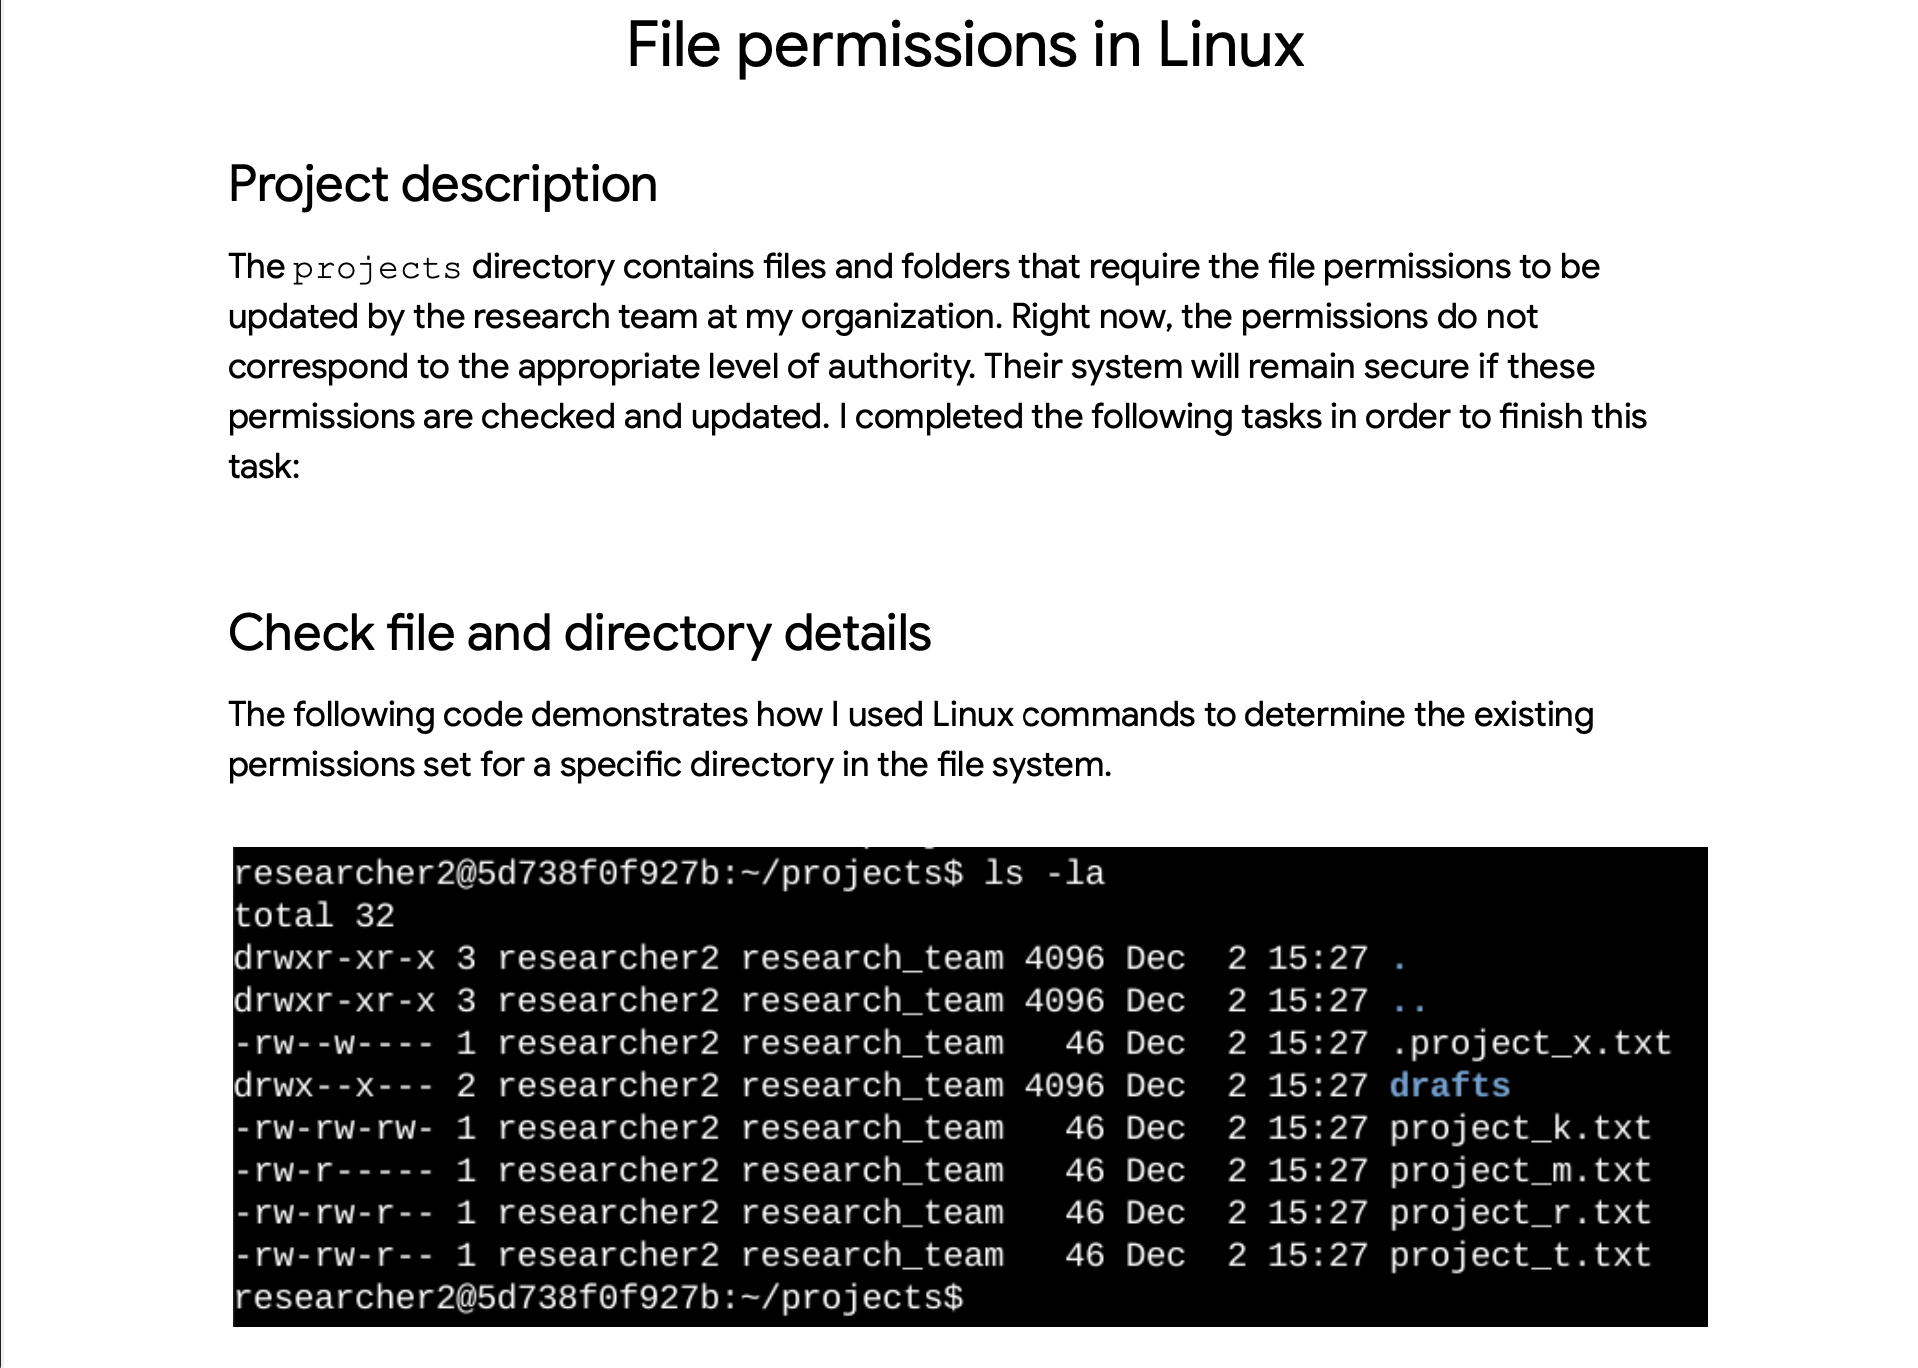 File permissions in Linux
Project description
The projects directory contains files and folders that require the file permissions to be
updated by the research team at my organization. Right now, the permissions do not
correspond to the appropriate level of authority. Their system will remain secure if these
permissions are checked and updated. I completed the following tasks in order to finish this
task:
Check file and directory details
The following code demonstrates how I used Linux commands to determine the existing
permissions set for a specific directory in the file system.
researcher2@5d738f0f927b:~/projects$ ls -la
total 32
drwxr-xr-x 3 researcher2 research_team 4096 Dec  2 15:27 .
drwxr-xr-x 3 researcher2 research_team 4096 Dec  2 15:27 ..
-rw--w---- 1 researcher2 research_team   46 Dec  2 15:27 .project_x.txt
drwx--x--- 2 researcher2 research_team 4096 Dec  2 15:27 drafts
-rw-rw-rw- 1 researcher2 research_team   46 Dec  2 15:27 project_k.txt
-rw-r----- 1 researcher2 research_team   46 Dec  2 15:27 project_m.txt
-rw-rw-r-- 1 researcher2 research_team   46 Dec  2 15:27 project_r.txt
-rw-rw-r-- 1 researcher2 research_team   46 Dec  2 15:27 project_t.txt
researcher2@5d738f0f927b:~/projects$